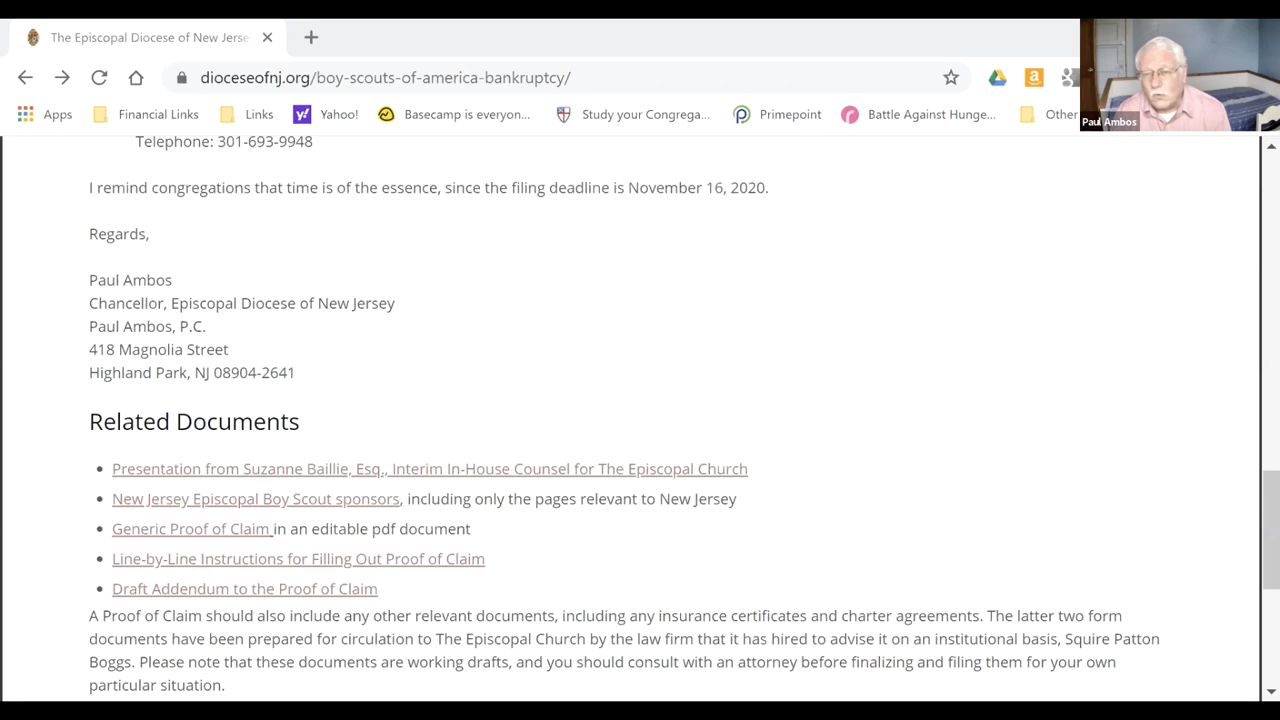 The Episcopal Diocese of New Jerse
dioceseofnj.org/boy-scouts-of-america-bankruptcy/
Apps Financial Links Links Yahoo! Basecamp is everyon... Study your Congrega... Primepoint Battle Against Hunge... Other
Paul Ambos
Telephone: 301-693-9948
I remind congregations that time is of the essence, since the filing deadline is November 16, 2020.
Regards,
Paul Ambos
Chancellor, Episcopal Diocese of New Jersey
Paul Ambos, P.C.
418 Magnolia Street
Highland Park, NJ 08904-2641
Related Documents
Presentation from Suzanne Baillie, Esq., Interim In-House Counsel for The Episcopal Church
New Jersey Episcopal Boy Scout sponsors, including only the pages relevant to New Jersey
Generic Proof of Claim in an editable pdf document
Line-by-Line Instructions for Filling Out Proof of Claim
Draft Addendum to the Proof of Claim
A Proof of Claim should also include any other relevant documents, including any insurance certificates and charter agreements. The latter two form
documents have been prepared for circulation to The Episcopal Church by the law firm that it has hired to advise it on an institutional basis, Squire Patton
Boggs. Please note that these documents are working drafts, and you should consult with an attorney before finalizing and filing them for your own
particular situation.